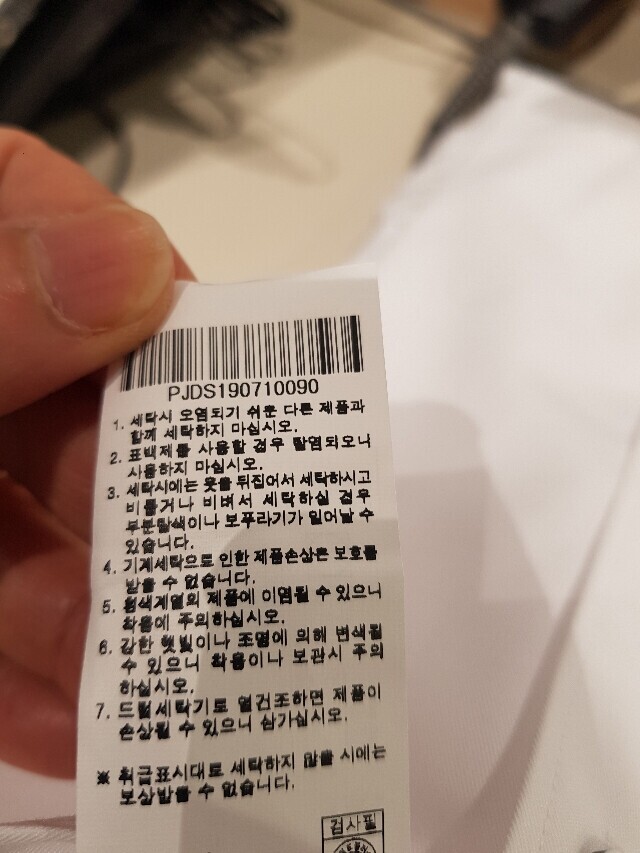 PJDS190710090
1. 세탁시 오염되기 쉬운 다른 제품과
함께 세탁하지 마십시오.
2. 표백제를 사용할 경우 탈염되오니
사용하지 마십시오.
3. 세탁시에는 옷을 뒤집어서 세탁하시고
비틀거나 비벼서 세탁하실 경우
부분탈색이나 보푸라기가 일어날 수
있습니다.
4. 기계세탁으로 인한 제품손상은 보호를
받을 수 없습니다.
5. 흰색계열의 제품에 이염될 수 있으니
착용에 주의하십시오.
6. 강한 햇빛이나 조명에 의해 변색될
수 있으니 착용이나 보관시 주의
하십시오.
7. 드럼세탁기로 열건조하면 제품이
손상될 수 있으니 삼가십시오.
※ 취급표시대로 세탁하지 않을 시에는
보상받을 수 없습니다.
검사필